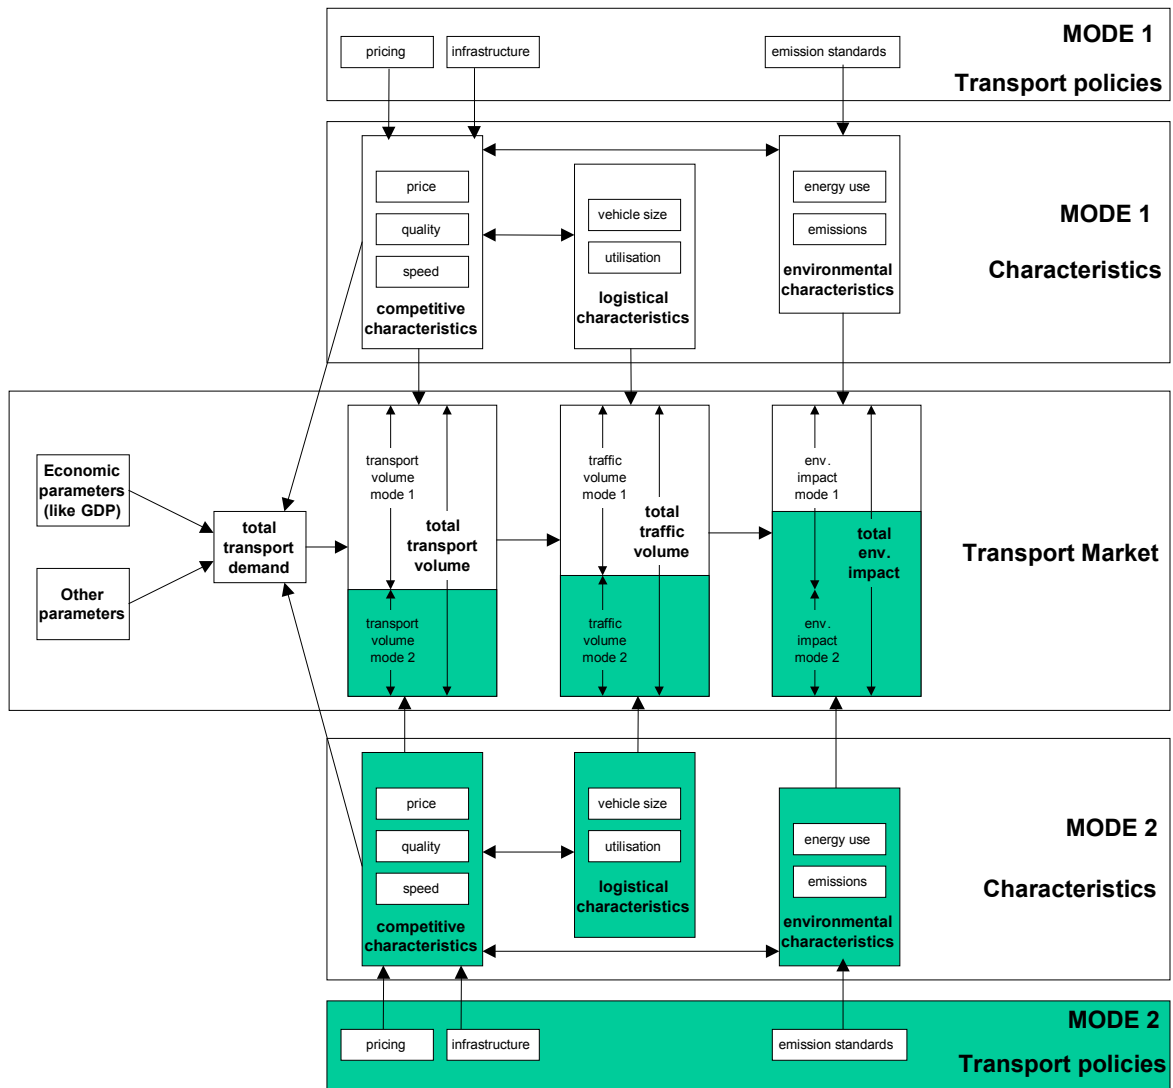 MODE 1
pricing
infrastructure
emission standards
Transport policies
price
quality
speed
competitive
characteristics
vehicle size
utilisation
logistical
characteristics
energy use
emissions
environmental
characteristics
MODE 1
Characteristics
Economic
parameters
(like GDP)
Other
parameters
total
transport
demand
transport
volume
mode 1
total
transport
volume
transport
volume
mode 2
traffic
volume
mode 1
total
traffic
volume
traffic
volume
mode 2
env.
impact
mode 1
total
env.
impact
env.
impact
mode 2
Transport Market
price
quality
speed
competitive
characteristics
vehicle size
utilisation
logistical
characteristics
energy use
emissions
environmental
characteristics
MODE 2
Characteristics
MODE 2
pricing
infrastructure
emission standards
Transport policies